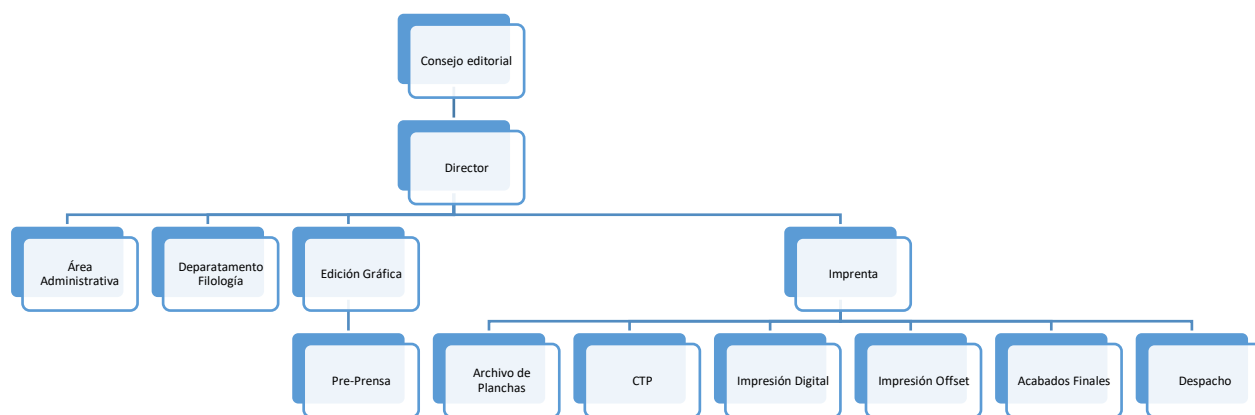 Consejo editorial
Director
Área
Administrativa
Departamento
Filología
Edición Gráfica
Imprenta
Pre-Prensa
Archivo de
Planchas
CTP
Impresión Digital
Impresión Offset
Acabados Finales
Despacho